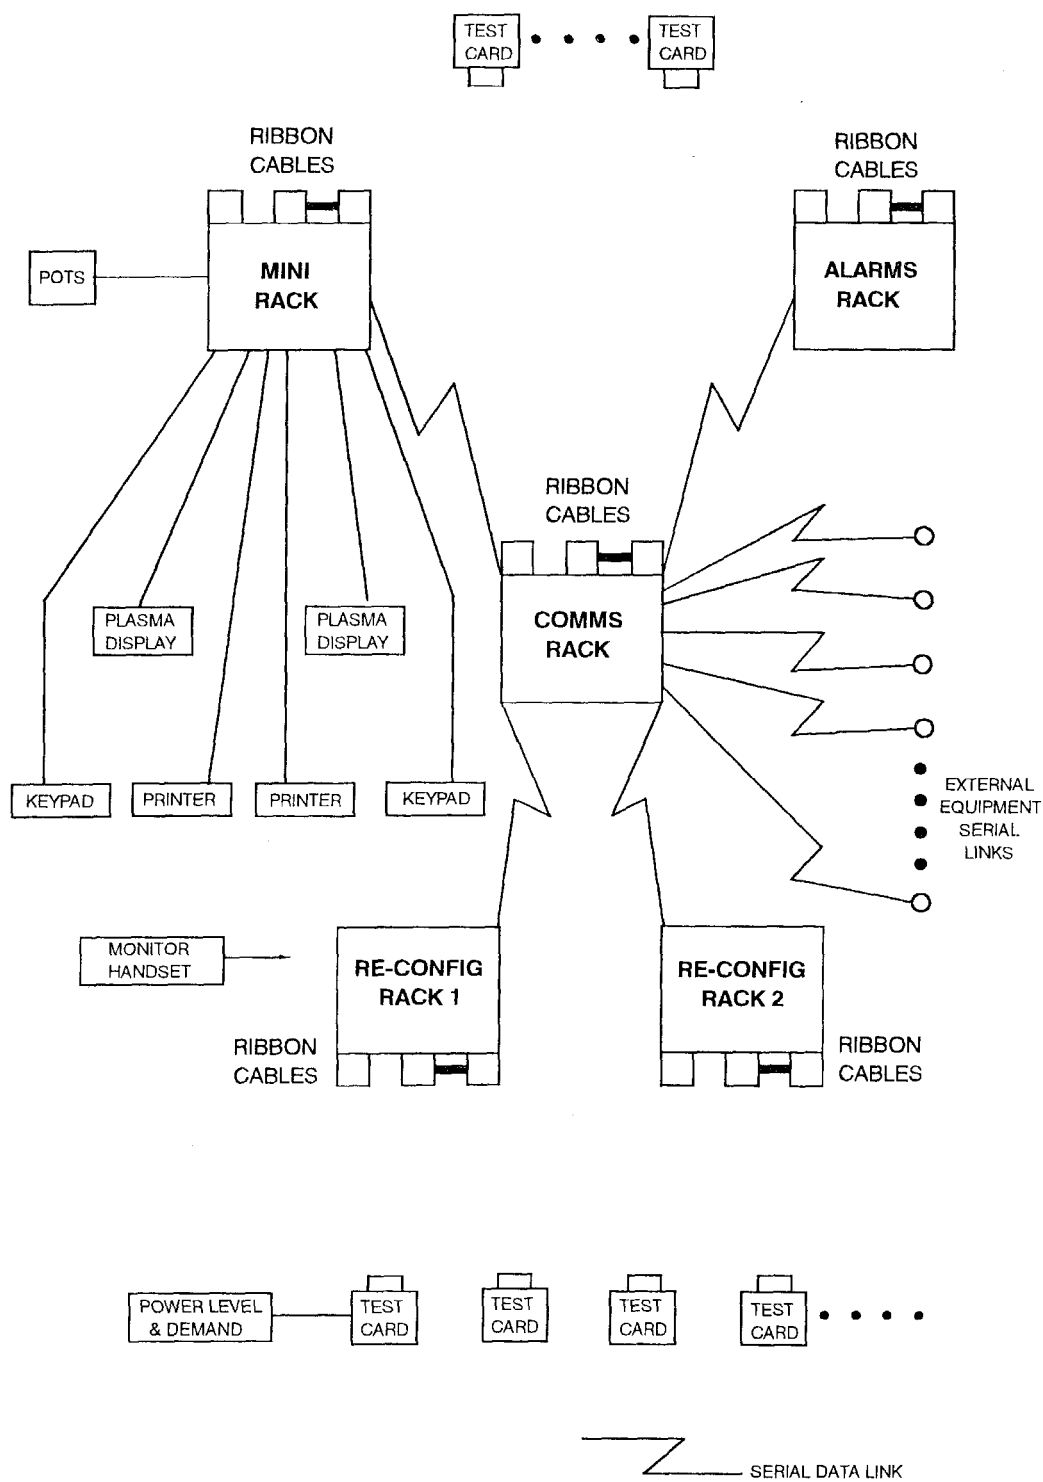 TEST
CARD
TEST
CARD
RIBBON
CABLES
RIBBON
CABLES
POTS
MINI
RACK
ALARMS
RACK
RIBBON
CABLES
COMMS
RACK
PLASMA
DISPLAY
PLASMA
DISPLAY
KEYPAD
PRINTER
PRINTER
KEYPAD
EXTERNAL
EQUIPMENT
SERIAL
LINKS
MONITOR
HANDSET
RE-CONFIG
RACK 1
RE-CONFIG
RACK 2
RIBBON
CABLES
RIBBON
CABLES
POWER LEVEL
& DEMAND
TEST
CARD
TEST
CARD
TEST
CARD
TEST
CARD
SERIAL DATA LINK